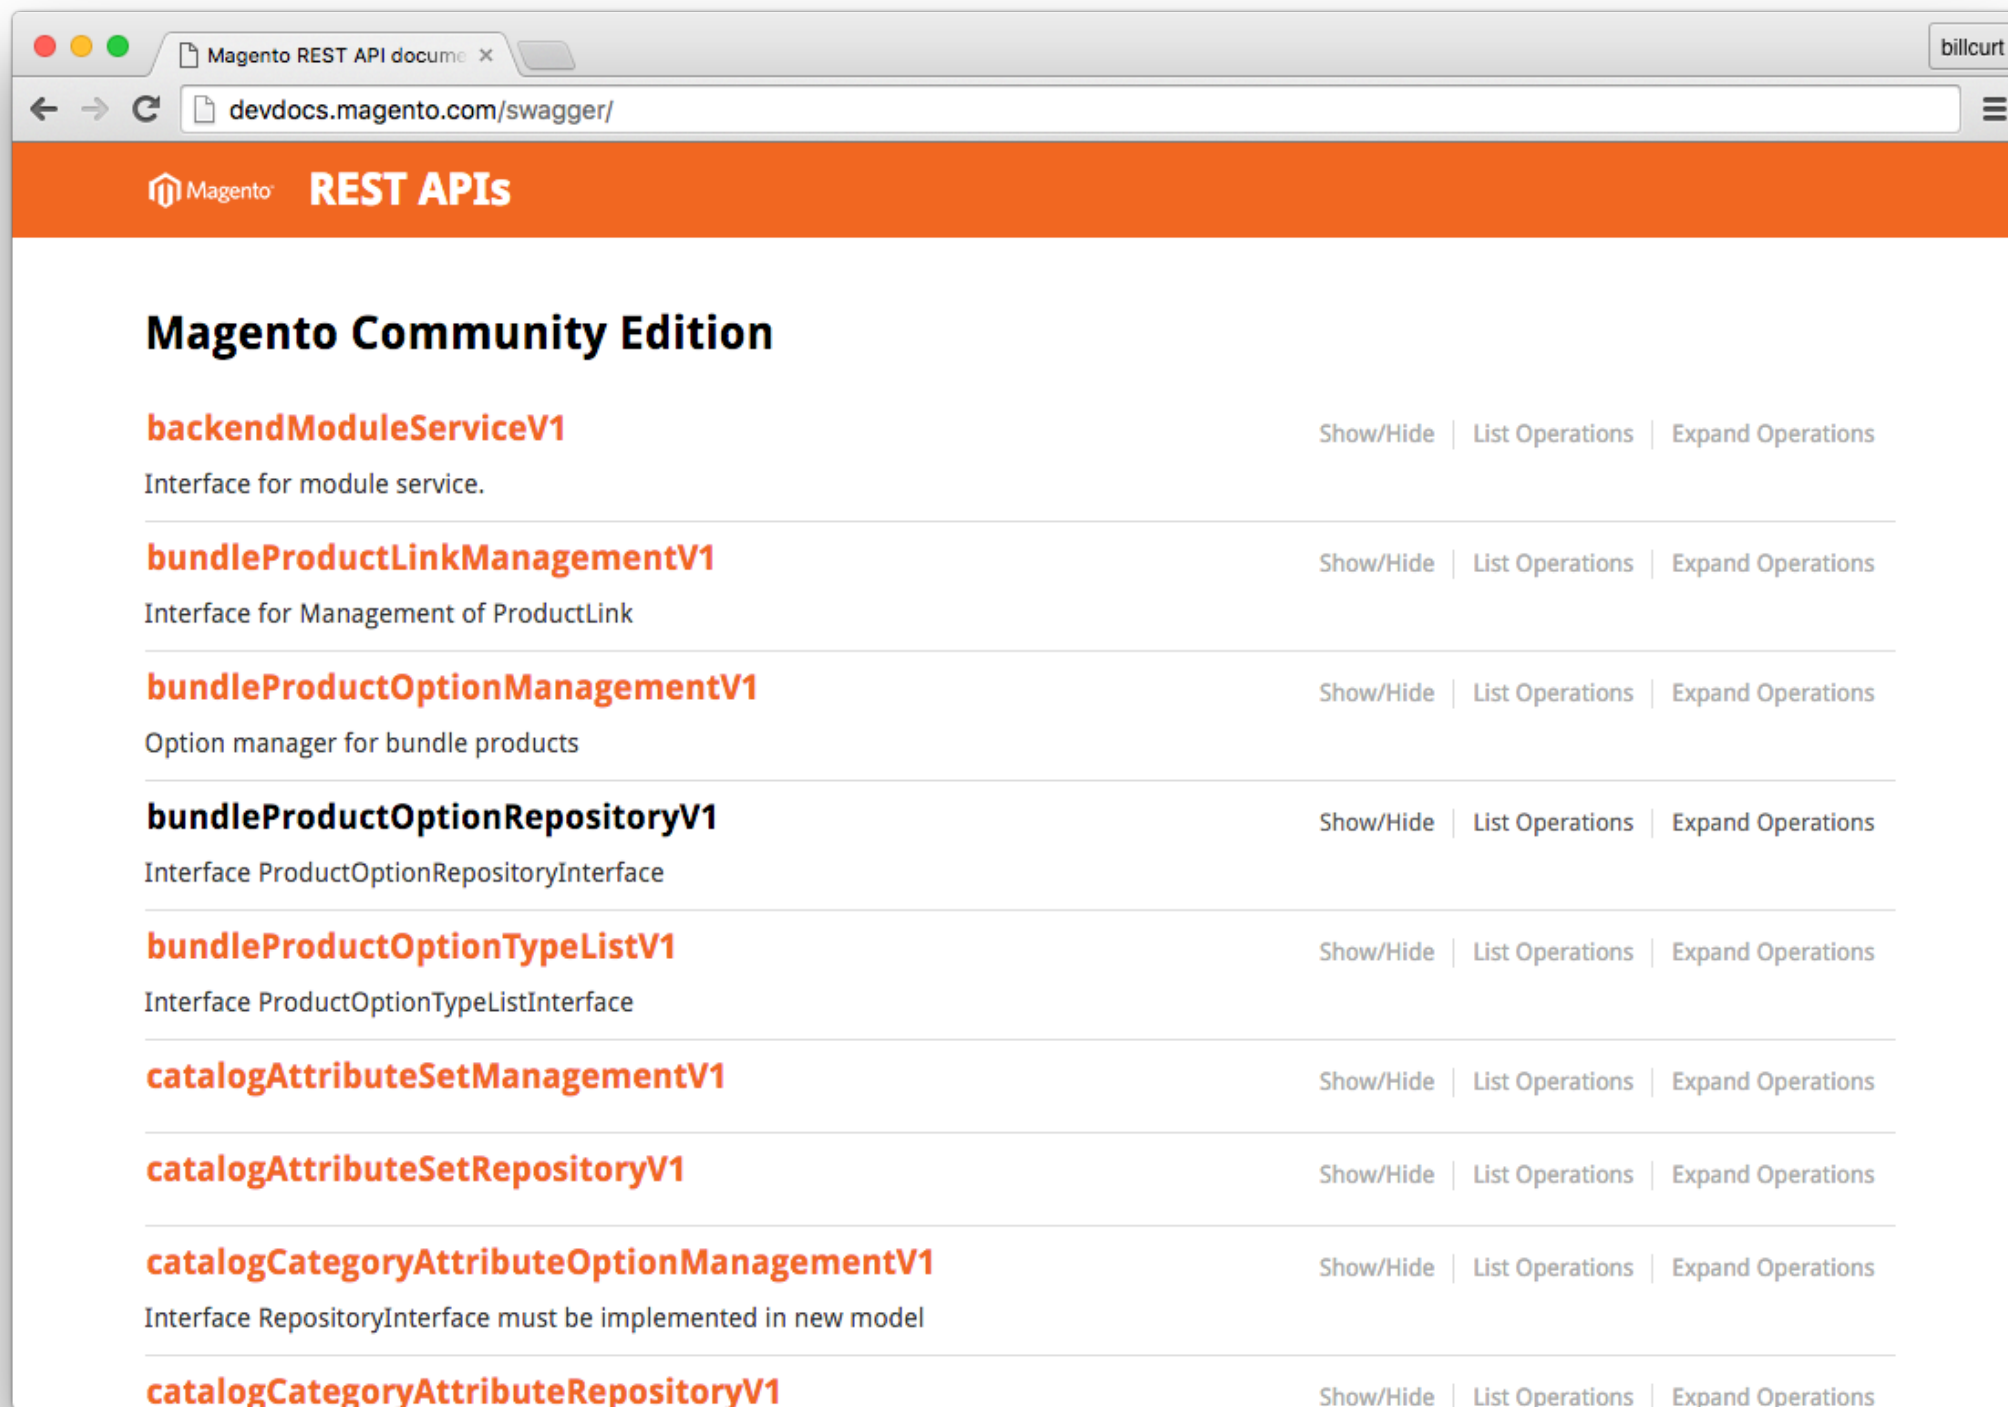 Magento REST API docume
billcurt
devdocs.magento.com/swagger/
Magento REST APIs
Magento Community Edition
backendModuleServiceV1 Show/Hide List Operations Expand Operations
Interface for module service.
bundleProductLinkManagementV1 Show/Hide List Operations Expand Operations
Interface for Management of ProductLink
bundleProductOptionManagementV1 Show/Hide List Operations Expand Operations
Option manager for bundle products
bundleProductOptionRepositoryV1 Show/Hide List Operations Expand Operations
Interface ProductOptionRepositoryInterface
bundleProductOptionTypeListV1 Show/Hide List Operations Expand Operations
Interface ProductOptionTypeListInterface
catalogAttributeSetManagementV1 Show/Hide List Operations Expand Operations
catalogAttributeSetRepositoryV1 Show/Hide List Operations Expand Operations
catalogCategoryAttributeOptionManagementV1 Show/Hide List Operations Expand Operations
Interface RepositoryInterface must be implemented in new model
catalogCategoryAttributeRepositoryV1 Show/Hide List Operations Expand Operations